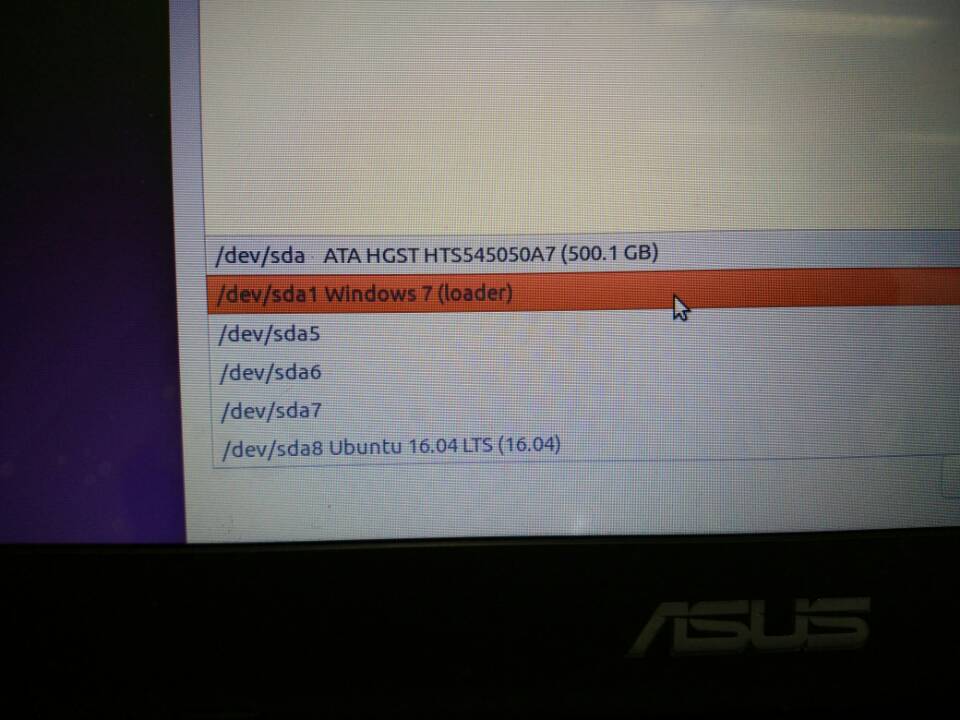 /dev/sda ATA HGST HTS545050A7 (500.1 GB)
/dev/sda1 Windows 7 (loader)
/dev/sda5
/dev/sda6
/dev/sda7
/dev/sda8 Ubuntu 16.04 LTS (16.04)
ASUS